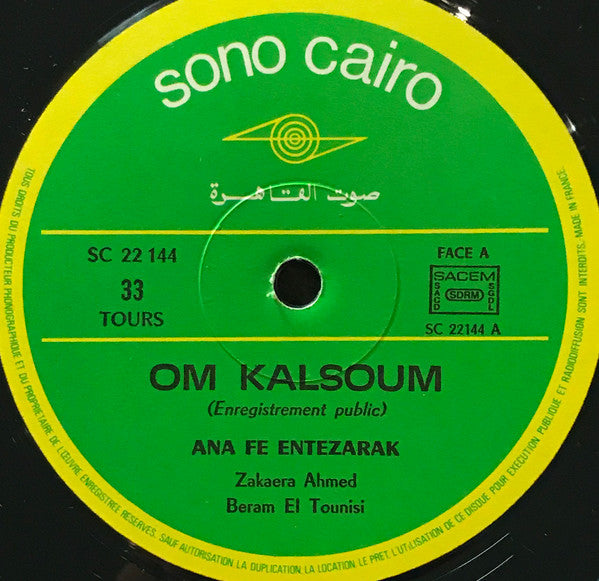 sono cairo
صوت القاهرة
SC 22 144
33
TOURS
FACE A
SACEM
SACD
SDRM
SGDL
SC 22144 A
OM KALSOUM
(Enregistrement public)
ANA FE ENTEZARAK
Zakaera Ahmed
Beram El Tounisi
TOUS DROITS DU PRODUCTEUR PHONOGRAPHIQUE ET DU PROPRIETAIRE DE L'ŒUVRE ENREGISTREE RESERVES. SAUF AUTORISATION LA DUPLICATION, LA LOCATION, LE PRET, L'UTILISATION DE CE DISQUE POUR EXECUTION PUBLIQUE ET RADIODIFFUSION SONT INTERDITS. MADE IN FRANCE.